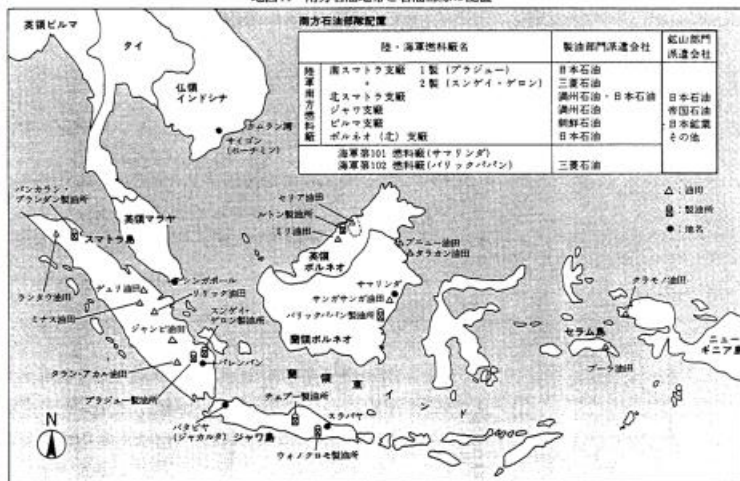 英領ビルマ
タイ
仏領
インドシナ
カムラン湾
サイゴン
(ホーチミン)
南方石油部隊配置
陸・海軍燃料廠名
製油部門派遣会社
鉱山部門
派遣会社
陸軍南方燃料廠
南スマトラ支廠 1製(プラジュー)
日本石油
〃 2製(スンゲイ・ゲロン)
三菱石油
北スマトラ支廠
満州石油・日本石油
日本石油
ジャワ支廠
満州石油
帝国石油
ビルマ支廠
朝鮮石油
日本鉱業
ボルネオ(北)支廠
日本石油
その他
海軍第101 燃料廠(サマリンダ)
海軍第102 燃料廠(バリックパパン)
三菱石油
△:油田
:製油所
●:地名
パンカラン・
ブランダン製油所
スマトラ島
英領マラヤ
セリア油田
ルトン製油所
ミリ油田
英領
ボルネオ
ブニュー油田
タラカン油田
ランタウ油田
シンガポール
デュリ油田
リリック油田
ミナス油田
スンゲイ・
ゲロン製油所
ジャンビ油田
サマリンダ
サンガサンガ油田
バリックパパン製油所
蘭領ボルネオ
クラモノ油田
セラム島
ニュー
ギニア島
ブーラ油田
タラン・アカル油田
パレンバン
プラジュー製油所
蘭領東インド
チェプー製油所
スラバヤ
バタビヤ
(ジャカルタ)
ジャワ島
ウォノクロモ製油所
N